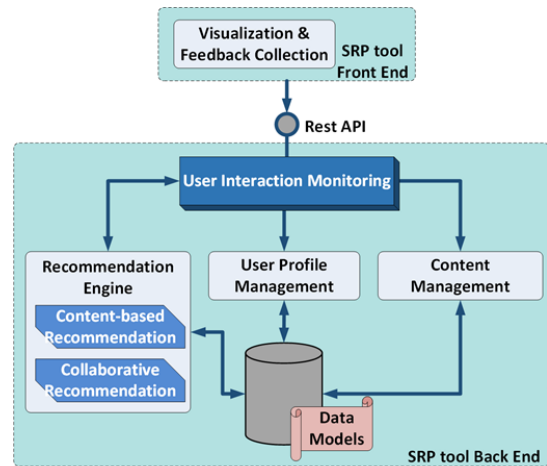 Visualization &
Feedback Collection
SRP tool
Front End
Rest API
User Interaction Monitoring
Recommendation
Engine
Content-based
Recommendation
Collaborative
Recommendation
User Profile
Management
Content
Management
Data
Models
SRP tool Back End